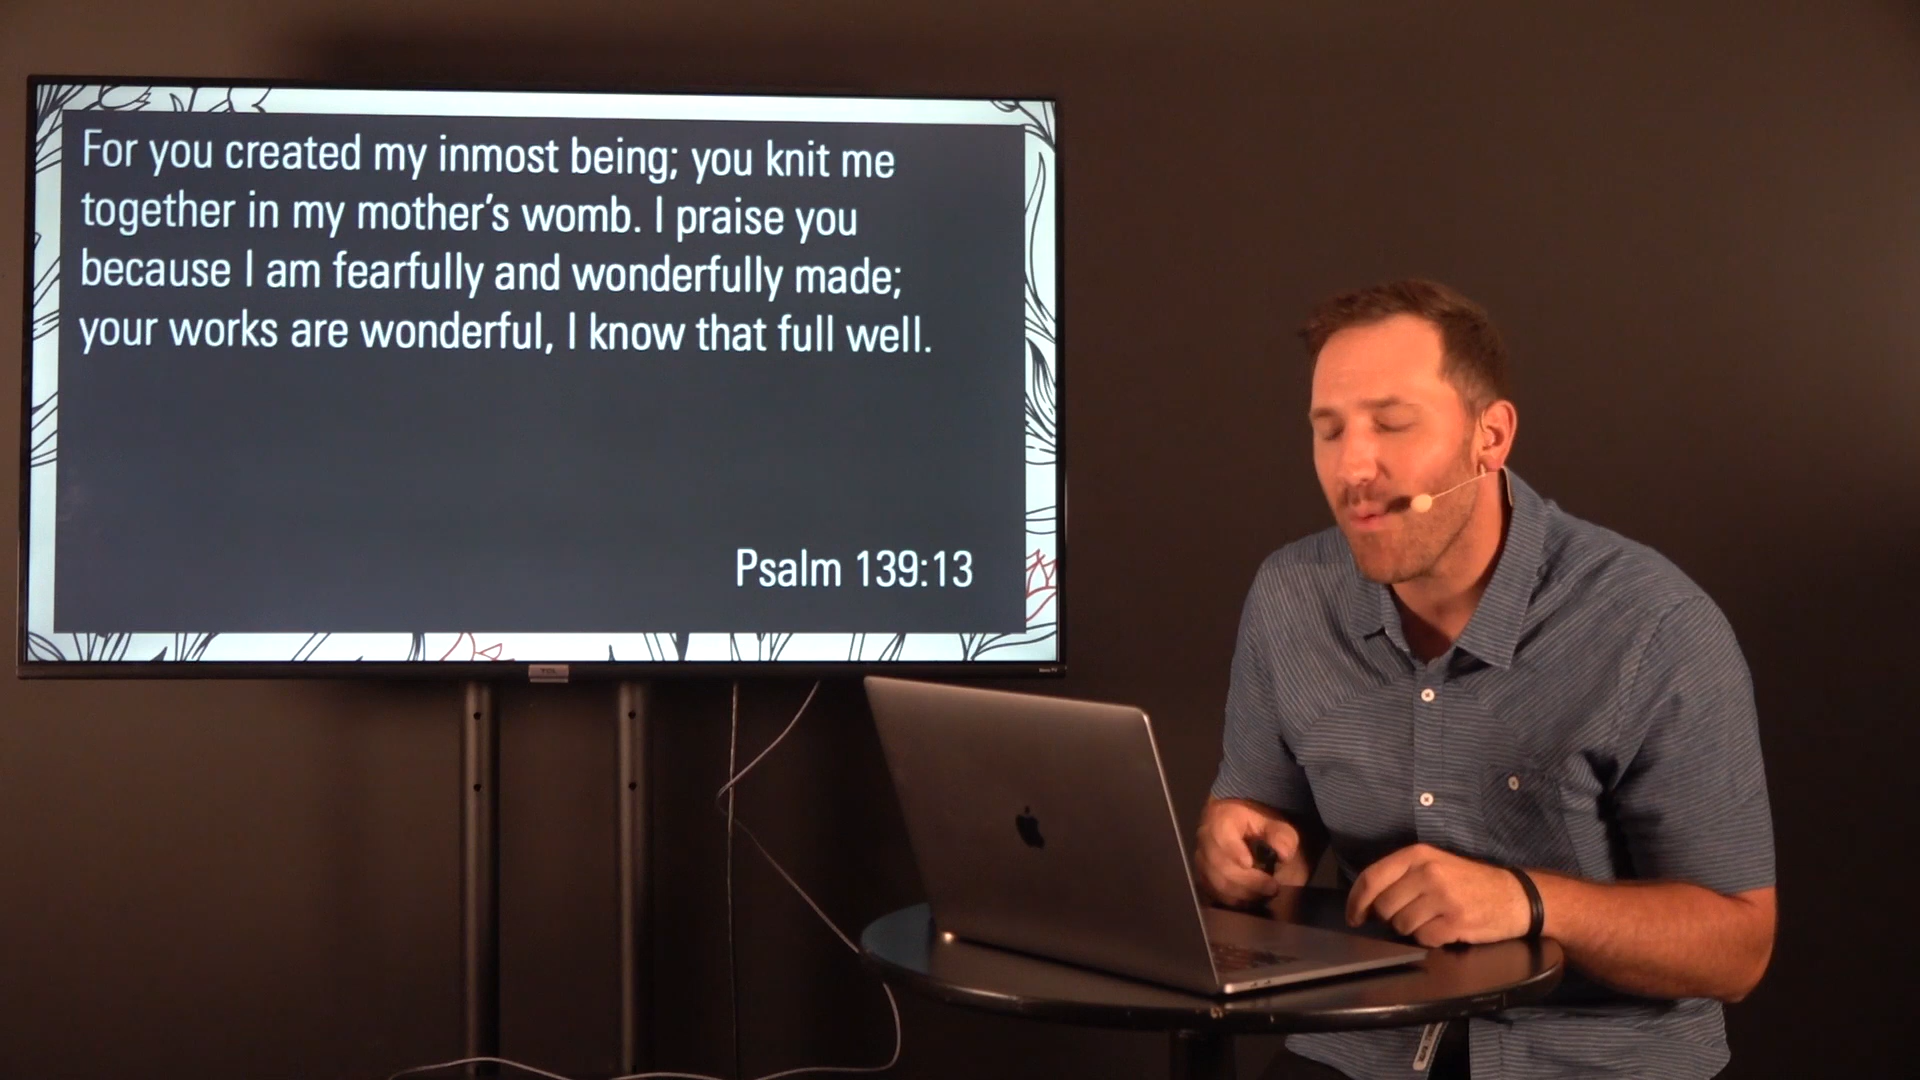 For you created my inmost being; you knit me
together in my mother’s womb. I praise you
because I am fearfully and wonderfully made;
your works are wonderful, I know that full well.
Psalm 139:13
TCL